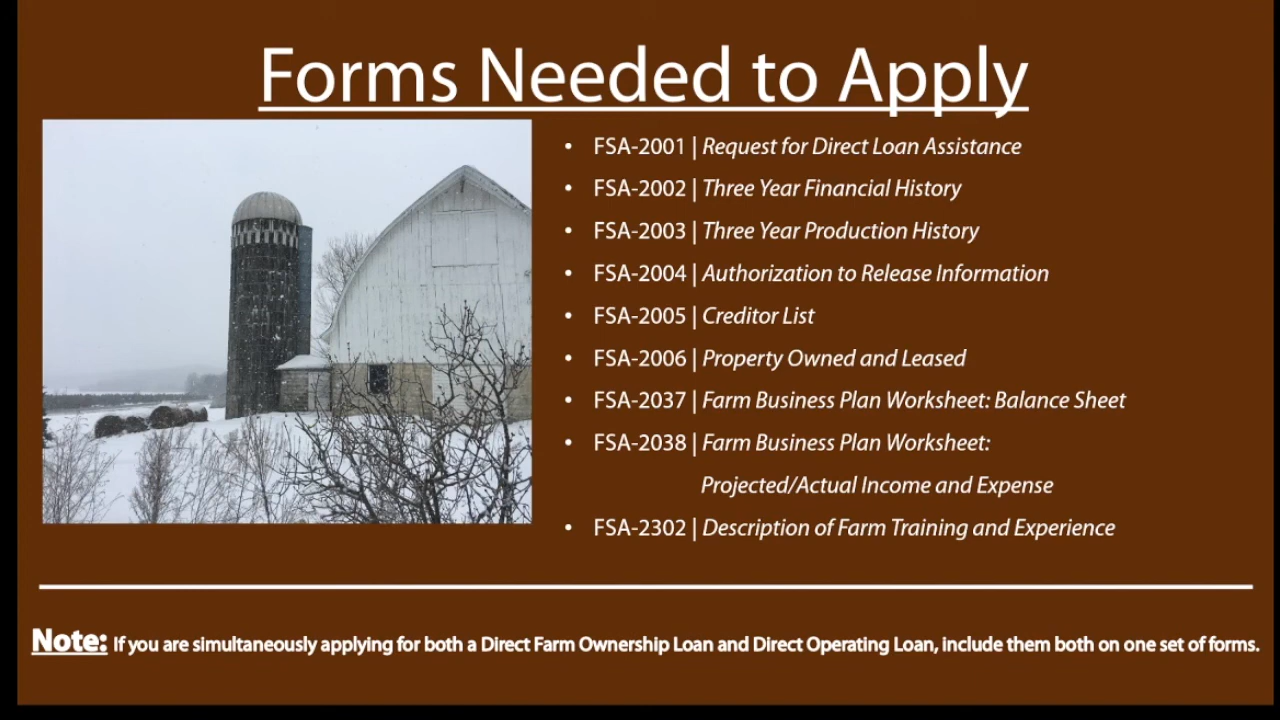 Forms Needed to Apply
• FSA-2001 | Request for Direct Loan Assistance
• FSA-2002 | Three Year Financial History
• FSA-2003 | Three Year Production History
• FSA-2004 | Authorization to Release Information
• FSA-2005 | Creditor List
• FSA-2006 | Property Owned and Leased
• FSA-2037 | Farm Business Plan Worksheet: Balance Sheet
• FSA-2038 | Farm Business Plan Worksheet:
Projected/Actual Income and Expense
• FSA-2302 | Description of Farm Training and Experience
Note: If you are simultaneously applying for both a Direct Farm Ownership Loan and Direct Operating Loan, include them both on one set of forms.